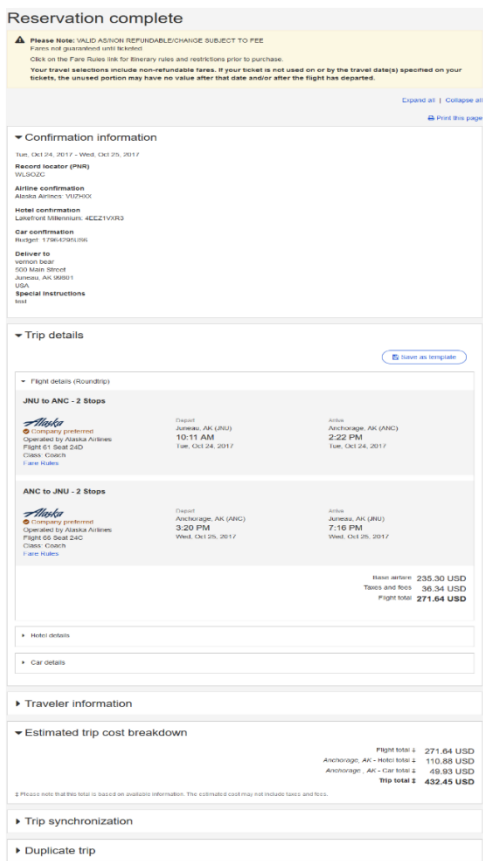 Reservation complete
Please Note: VALID AS/NON REFUNDABLE/CHANGE SUBJECT TO FEE
Fares not guaranteed until ticketed
Click on the Fare Rules link for itinerary rules and restrictions prior to purchase.
Your travel selections include non-refundable fares. If your ticket is not used on or by the travel date(s) specified on your
tickets, the unused portion may have no value after that date and/or after the flight has departed.
Expand all | Collapse all
Print this page
Confirmation information
Tue, Oct 24, 2017 - Wed, Oct 25, 2017
Record locator (PNR)
WLSOZC
Airline confirmation
Alaska Airlines: VUZHXX
Hotel confirmation
Lakefront Millennium: 4EEZ1VXR3
Car confirmation
Budget:
Deliver to
vernon bear
500 Main Street
Juneau, AK 99801
USA
Special Instructions
test
Trip details
Save as template
Flight details (Roundtrip)
JNU to ANC - 2 Stops
Alaska
Company preferred
Operated by Alaska Airlines
Flight 61 Seat 24D
Class: Coach
Fare Rules
Depart
Juneau, AK (JNU)
10:11 AM
Tue, Oct 24, 2017
Arrive
Anchorage, AK (ANC)
2:22 PM
Tue, Oct 24, 2017
ANC to JNU - 2 Stops
Alaska
Company preferred
Operated by Alaska Airlines
Flight 66 Seat 24C
Class: Coach
Fare Rules
Depart
Anchorage, AK (ANC)
3:20 PM
Wed, Oct 25, 2017
Arrive
Juneau, AK (JNU)
7:16 PM
Wed, Oct 25, 2017
Base airfare 235.30 USD
Taxes and fees 36.34 USD
Flight total 271.64 USD
Hotel details
Car details
Traveler information
Estimated trip cost breakdown
Flight total ‡ 271.64 USD
Anchorage, AK - Hotel total ‡ 110.88 USD
Anchorage , AK - Car total ‡ 49.93 USD
Trip total ‡ 432.45 USD
‡ Please note that this total is based on available information. The estimated cost may not include taxes and fees.
Trip synchronization
Duplicate trip